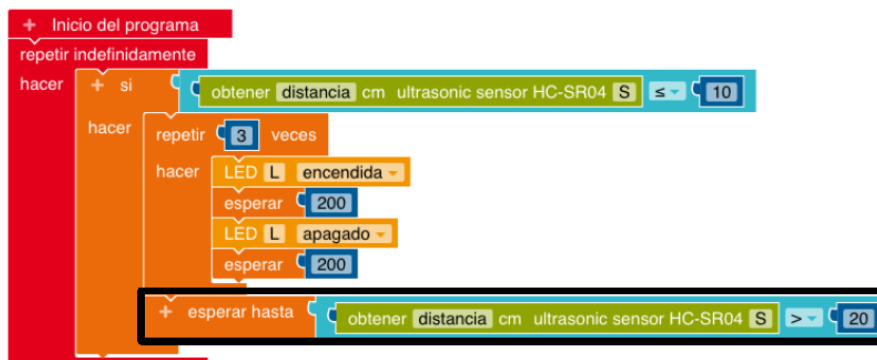 + Inicio del programa
repetir indefinidamente
hacer + si obtener distancia cm ultrasonic sensor HC-SR04 S ≤ 10
hacer repetir 3 veces
hacer LED L encendida
esperar 200
LED L apagado
esperar 200
+ esperar hasta obtener distancia cm ultrasonic sensor HC-SR04 S > 20